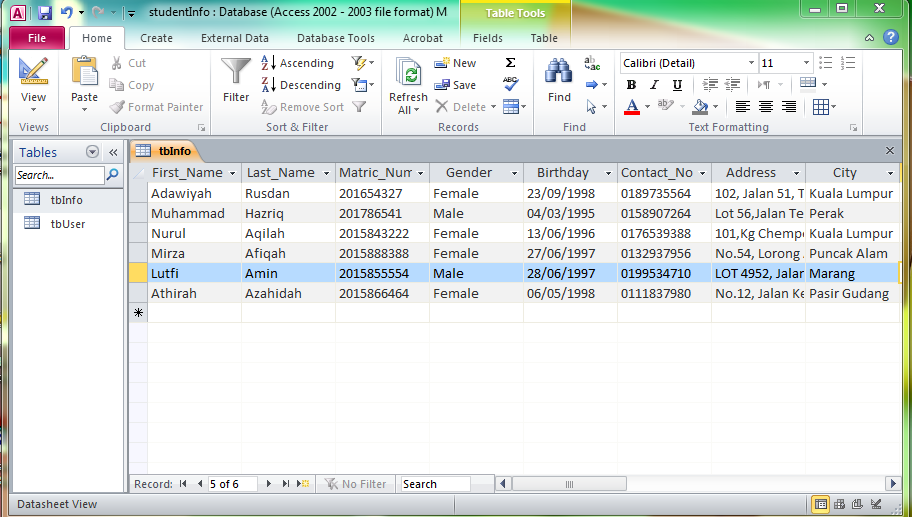 studentInfo : Database (Access 2002 - 2003 file format) M
Table Tools
File Home Create External Data Database Tools Acrobat Fields Table
View
Views
Paste
Cut
Copy
Format Painter
Clipboard
Filter
Ascending
Descending
Remove Sort
Sort & Filter
Refresh All
New
Save
Delete
Records
Find
Find
Calibri (Detail) 11
B I U
Text Formatting
Tables
Search...
tbInfo
tbUser
tbInfo
First_Name Last_Name Matric_Num Gender Birthday Contact_No Address City
Adawiyah Rusdan 201654327 Female 23/09/1998 0189735564 102, Jalan 51, T Kuala Lumpur
Muhammad Hazriq 201786541 Male 04/03/1995 0158907264 Lot 56,Jalan Te Perak
Nurul Aqilah 2015843222 Female 13/06/1996 0176539388 101,Kg Chempe Kuala Lumpur
Mirza Afiqah 2015888388 Female 27/06/1997 0132937956 No.54, Lorong Puncak Alam
Lutfi Amin 2015855554 Male 28/06/1997 0199534710 LOT 4952, Jalan Marang
Athirah Azahidah 2015866464 Female 06/05/1998 0111837980 No.12, Jalan Ke Pasir Gudang
Record: 5 of 6 No Filter Search
Datasheet View